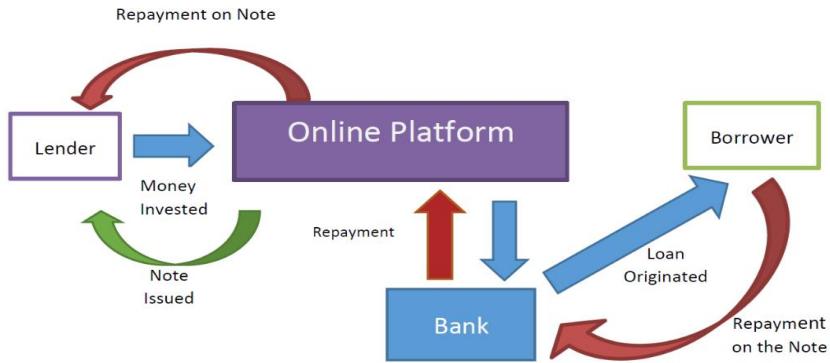 Repayment on Note
Lender
Online Platform
Borrower
Money
Invested
Repayment
Note
Issued
Loan
Originated
Bank
Repayment
on the Note